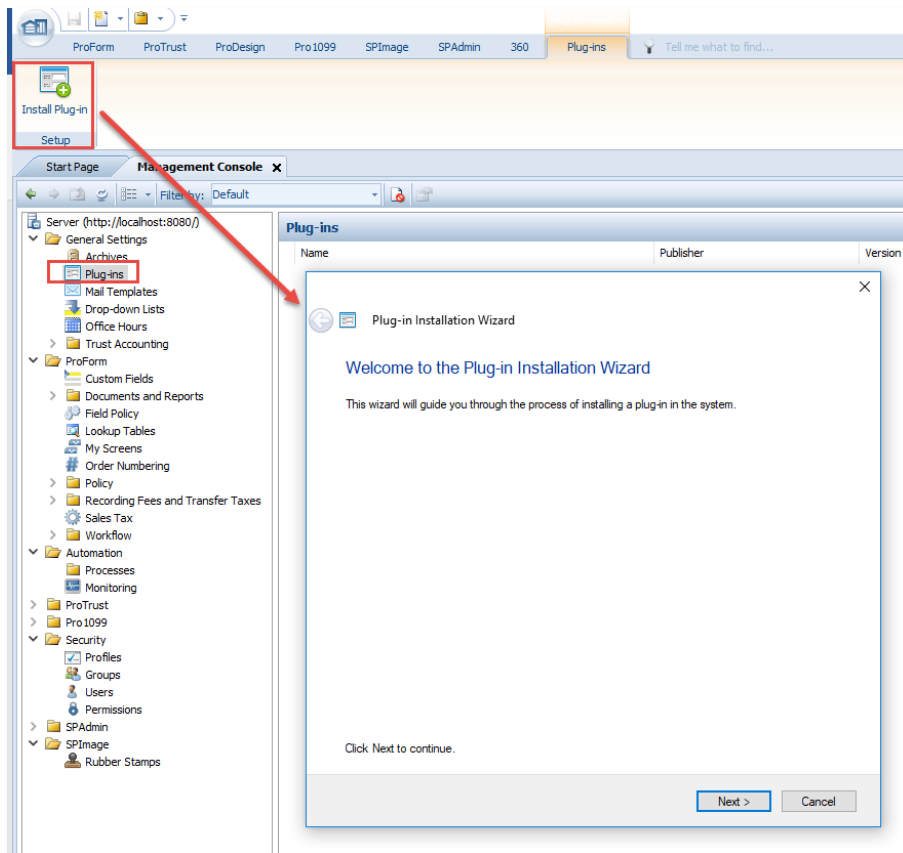 ProForm ProTrust ProDesign Pro1099 SPImage SPAdmin 360 Plug-ins Tell me what to find...
Install Plug-in
Setup
Start Page Management Console
Filter by: Default
Server (http://localhost:8080/)
General Settings
Archives
Plug-ins
Mail Templates
Drop-down Lists
Office Hours
Trust Accounting
ProForm
Custom Fields
Documents and Reports
Field Policy
Lookup Tables
My Screens
Order Numbering
Policy
Recording Fees and Transfer Taxes
Sales Tax
Workflow
Automation
Processes
Monitoring
ProTrust
Pro1099
Security
Profiles
Groups
Users
Permissions
SPAdmin
SPImage
Rubber Stamps
Plug-ins
Name Publisher Version
Plug-in Installation Wizard
Welcome to the Plug-in Installation Wizard
This wizard will guide you through the process of installing a plug-in in the system.
Click Next to continue.
Next > Cancel